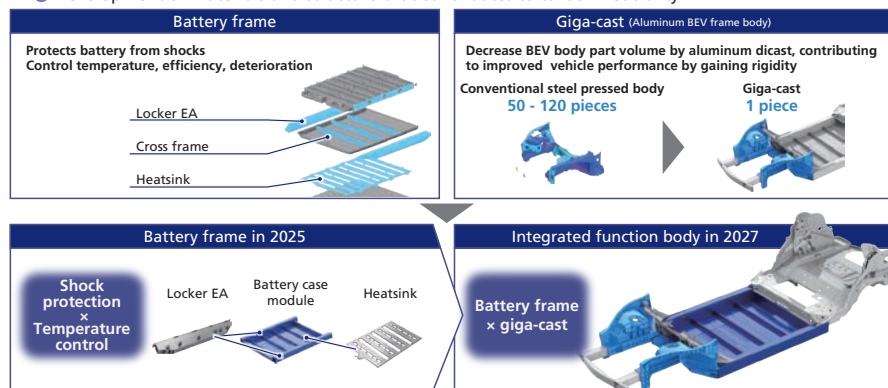 Battery frame
Protects battery from shocks
Control temperature, efficiency, deterioration
Locker EA
Cross frame
Heatsink
Giga-cast (Aluminum BEV frame body)
Decrease BEV body part volume by aluminum dicast, contributing
to improved vehicle performance by gaining rigidity
Conventional steel pressed body
50 - 120 pieces
Giga-cast
1 piece
Battery frame in 2025
Shock
protection
×
Temperature
control
Locker EA
Battery case
module
Heatsink
Integrated function body in 2027
Battery frame
× giga-cast